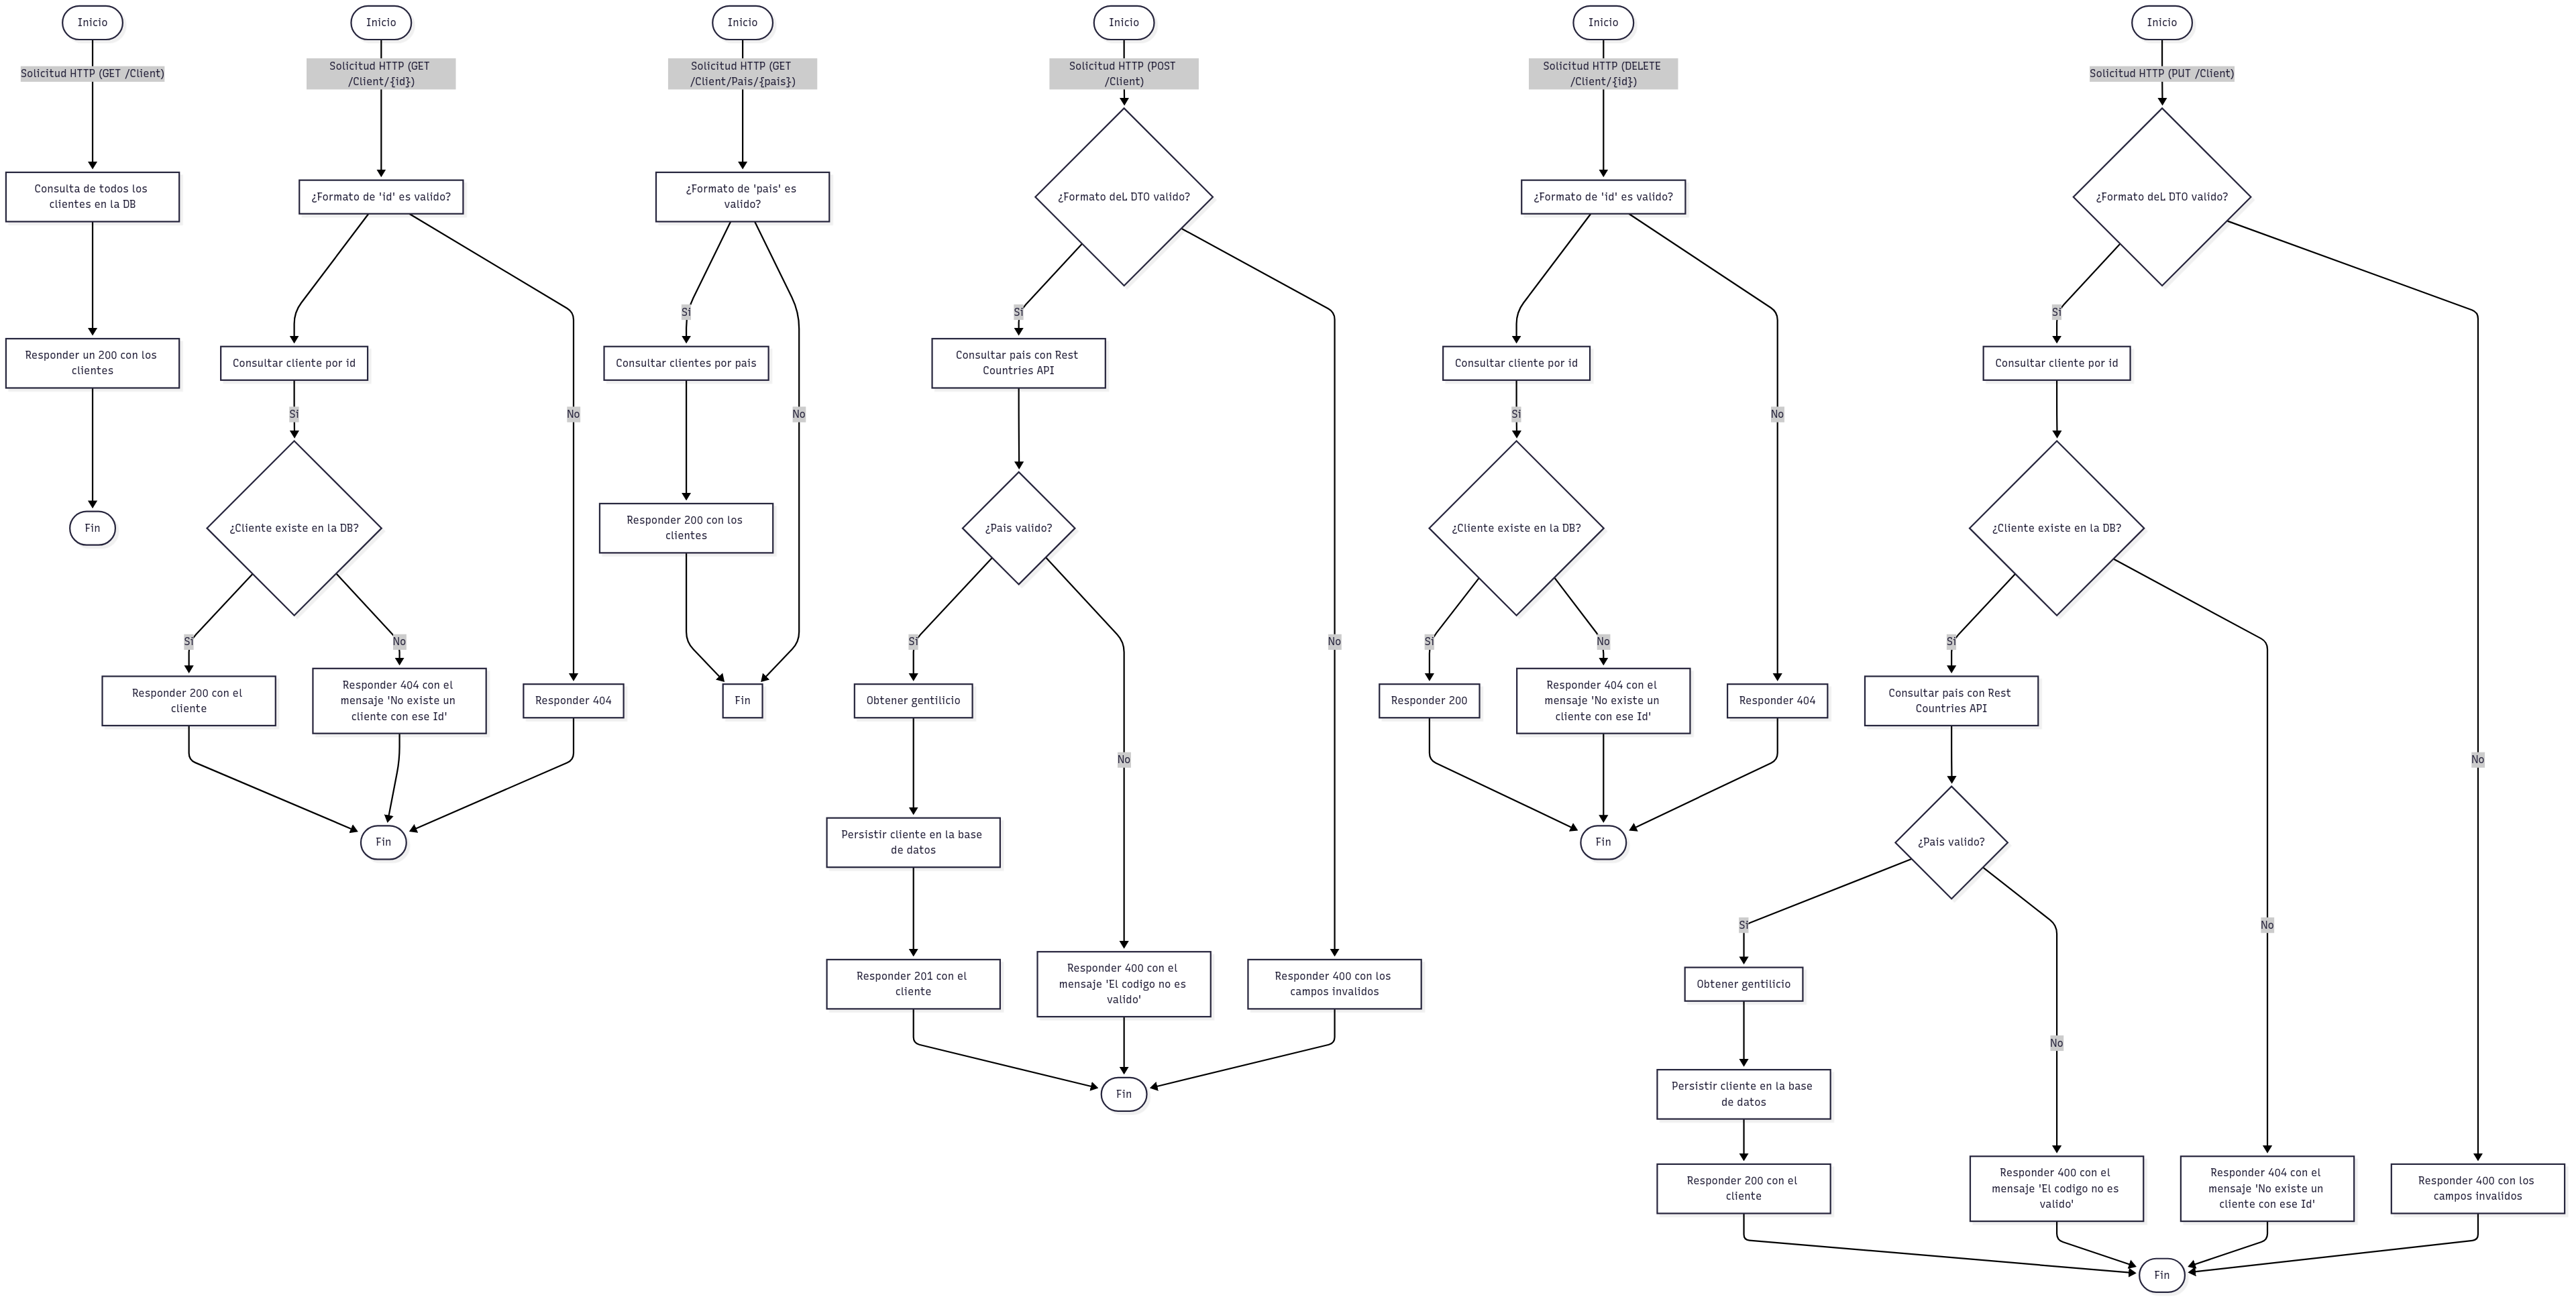 Inicio
Solicitud HTTP (GET /Client)
Consulta de todos los
clientes en la DB
Responder un 200 con los
clientes
Fin
Inicio
Solicitud HTTP (GET
/Client/{id})
¿Formato de 'id' es valido?
Consultar cliente por id
Si
No
¿Cliente existe en la DB?
Si
No
Responder 200 con el
cliente
Responder 404 con el
mensaje 'No existe un
cliente con ese Id'
Responder 404
Fin
Inicio
Solicitud HTTP (GET
/Client/Pais/{pais})
¿Formato de 'pais' es
valido?
Si
Consultar clientes por pais
No
Responder 200 con los
clientes
Fin
Inicio
Solicitud HTTP (POST
/Client)
¿Formato deL DTO valido?
Si
Consultar pais con Rest
Countries API
¿Pais valido?
Si
No
Obtener gentilicio
No
Persistir cliente en la base
de datos
Responder 201 con el
cliente
Responder 400 con el
mensaje 'El codigo no es
valido'
Responder 400 con los
campos invalidos
Fin
Inicio
Solicitud HTTP (DELETE
/Client/{id})
¿Formato de 'id' es valido?
Consultar cliente por id
Si
No
¿Cliente existe en la DB?
Si
No
Responder 200
Responder 404 con el
mensaje 'No existe un
cliente con ese Id'
Responder 404
Fin
Inicio
Solicitud HTTP (PUT /Client)
¿Formato deL DTO valido?
Si
Consultar cliente por id
¿Cliente existe en la DB?
Si
Consultar pais con Rest
Countries API
No
¿Pais valido?
Si
No
Obtener gentilicio
No
Persistir cliente en la base
de datos
Responder 200 con el
cliente
Responder 400 con el
mensaje 'El codigo no es
valido'
Responder 404 con el
mensaje 'No existe un
cliente con ese Id'
Responder 400 con los
campos invalidos
Fin